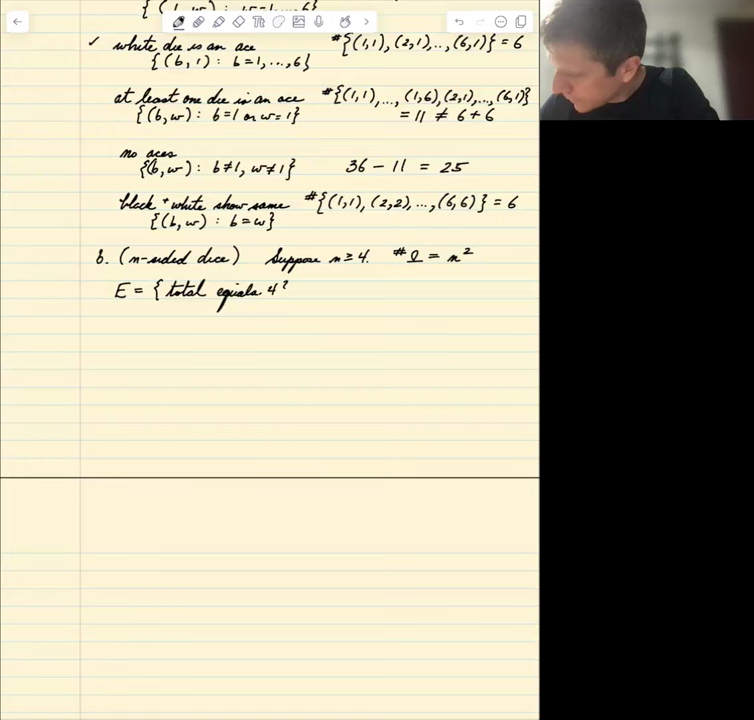 ✓ white die is an ace #{(1,1), (2,1), .., (6,1)} = 6
{(b, 1) : b=1, ..., 6}
at least one die is an ace #{(1,1), ..., (1,6), (2,1), ..., (6,1)}
{(b, w) : b=1 or w=1} = 11 ≠ 6+6
no aces
{(b, w) : b≠1, w≠1} 36 - 11 = 25
black + white show same #{(1,1), (2,2), ..., (6,6)} = 6
{(b, w) : b=w}
b. (n-sided dice) Suppose n ≥ 4. #Ω = n²
E = { total equals 4